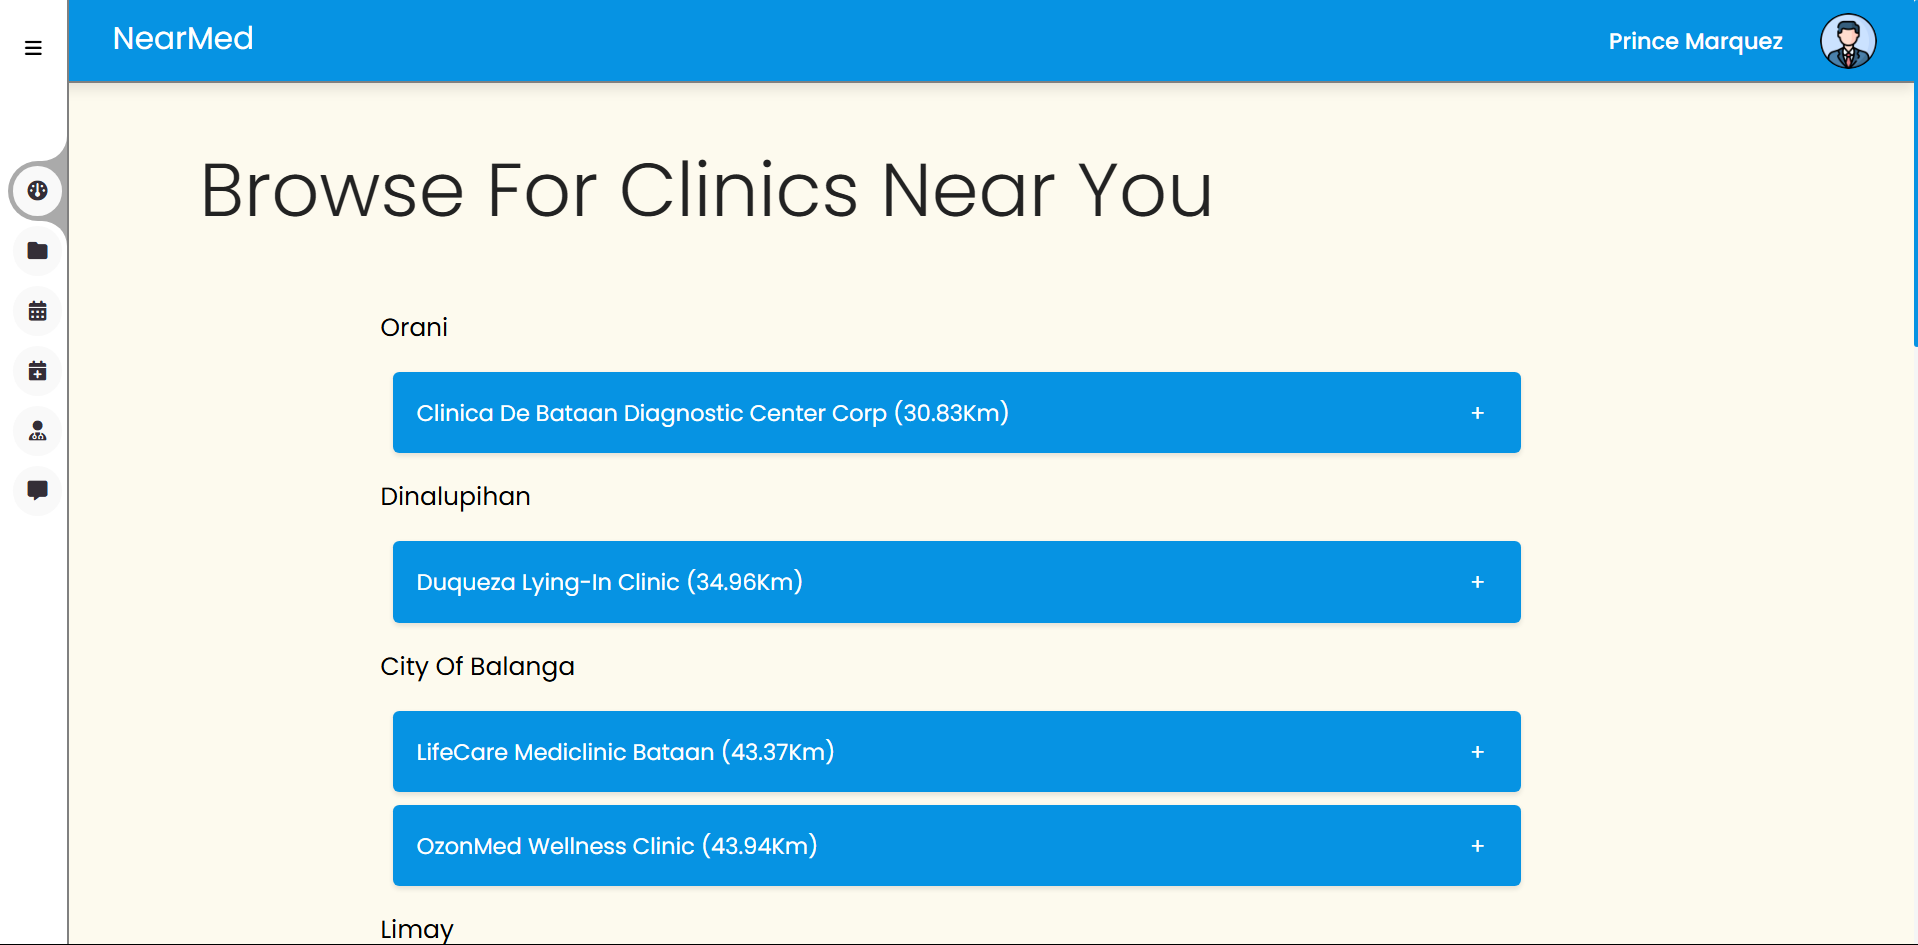 NearMed
Prince Marquez
Browse For Clinics Near You
Orani
Clinica De Bataan Diagnostic Center Corp (30.83Km)
+
Dinalupihan
Duqueza Lying-In Clinic (34.96Km)
+
City Of Balanga
LifeCare Mediclinic Bataan (43.37Km)
+
OzonMed Wellness Clinic (43.94Km)
+
Limay